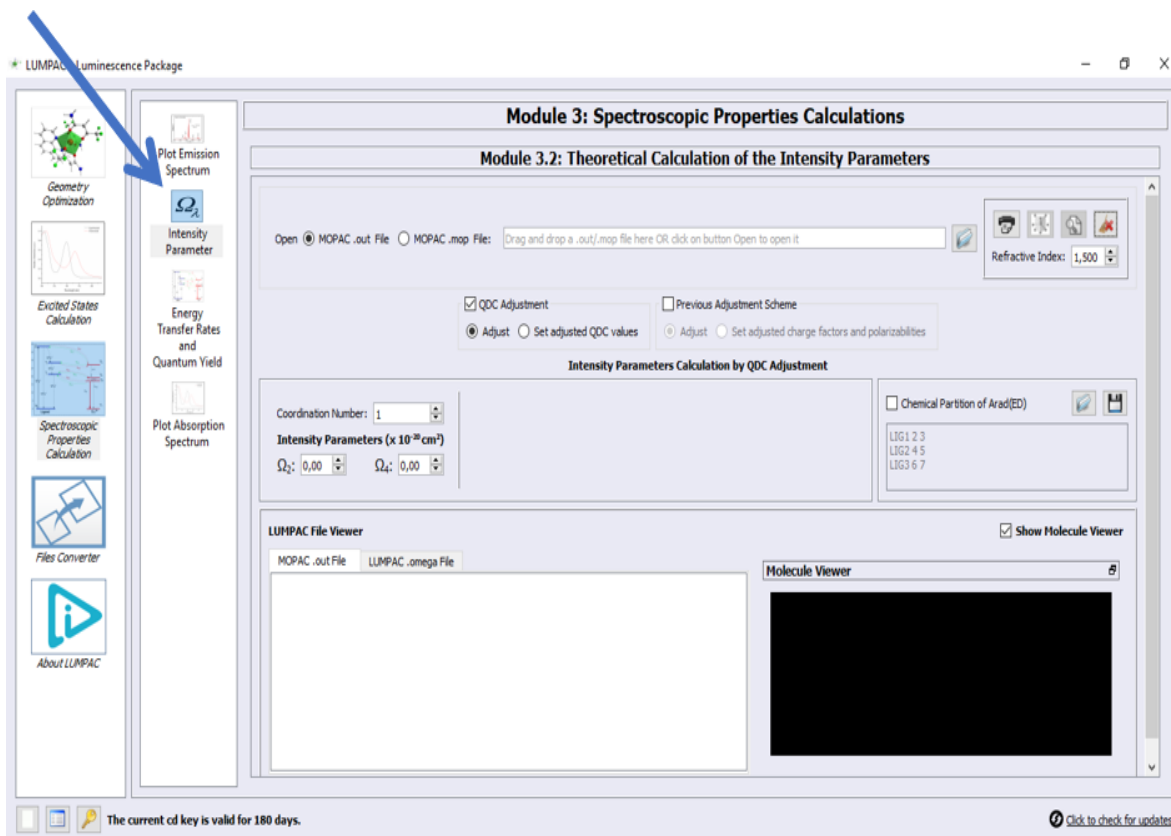 LUMPAC - Luminescence Package
Module 3: Spectroscopic Properties Calculations
Module 3.2: Theoretical Calculation of the Intensity Parameters
Geometry
Optimization
Excited States
Calculation
Spectroscopic
Properties
Calculation
Files Converter
About LUMPAC
Plot Emission
Spectrum
Ωλ
Intensity
Parameter
Energy
Transfer Rates
and
Quantum Yield
Plot Absorption
Spectrum
Open MOPAC .out File MOPAC .mop File: Drag and drop a .out/.mop file here OR click on button Open to open it
Refractive Index: 1,500
QDC Adjustment
Adjust Set adjusted QDC values
Previous Adjustment Scheme
Adjust Set adjusted charge factors and polarizabilities
Intensity Parameters Calculation by QDC Adjustment
Coordination Number: 1
Intensity Parameters (x 10⁻²⁰ cm²)
Ω₂: 0,00 Ω₄: 0,00
Chemical Partition of Arad(ED)
LIG1 2 3
LIG2 4 5
LIG3 6 7
LUMPAC File Viewer
Show Molecule Viewer
MOPAC .out File LUMPAC .omega File
Molecule Viewer
The current cd key is valid for 180 days.
Click to check for updates